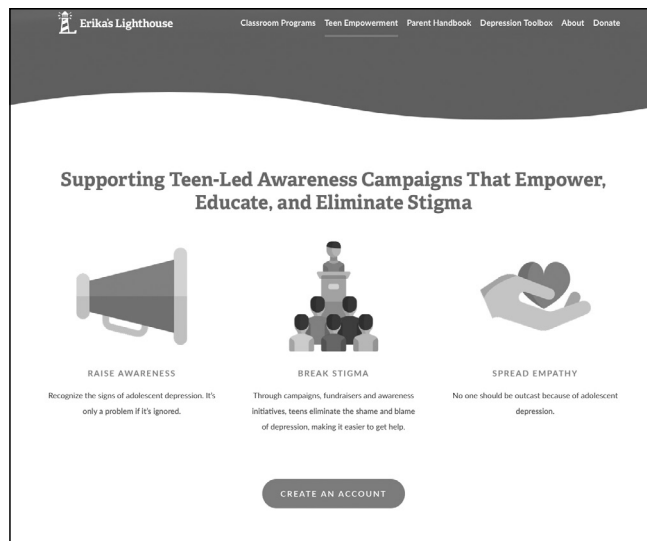 Erika's Lighthouse
Classroom Programs Teen Empowerment Parent Handbook Depression Toolbox About Donate
Supporting Teen-Led Awareness Campaigns That Empower,
Educate, and Eliminate Stigma
RAISE AWARENESS
Recognize the signs of adolescent depression. It's
only a problem if it's ignored.
BREAK STIGMA
Through campaigns, fundraisers and awareness
initiatives, teens eliminate the shame and blame
of depression, making it easier to get help.
SPREAD EMPATHY
No one should be outcast because of adolescent
depression.
CREATE AN ACCOUNT